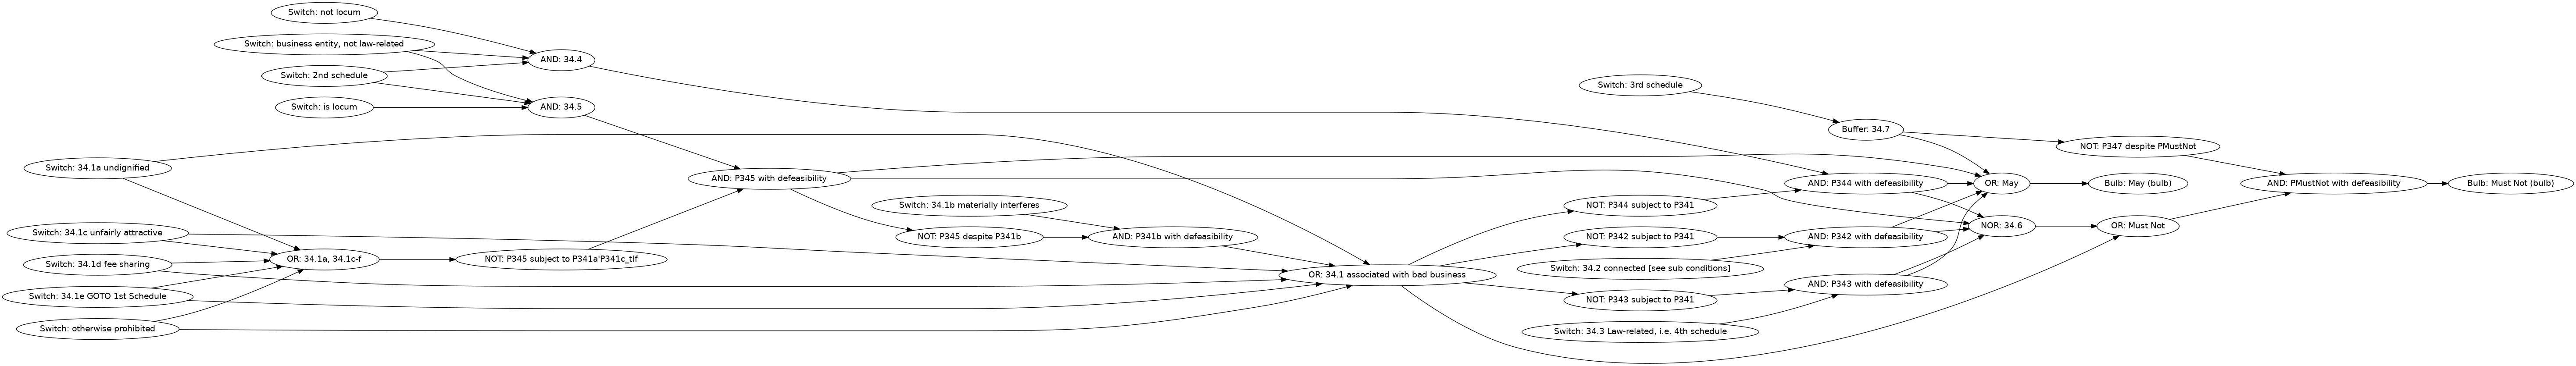 Switch: not locum
Switch: business entity, not law-related
AND: 34.4
Switch: 2nd schedule
Switch: 3rd schedule
Switch: is locum
AND: 34.5
Buffer: 34.7
NOT: P347 despite PMustNot
Switch: 34.1a undignified
AND: P345 with defeasibility
AND: P344 with defeasibility
OR: May
Bulb: May (bulb)
AND: PMustNot with defeasibility
Bulb: Must Not (bulb)
Switch: 34.1b materially interferes
NOT: P344 subject to P341
NOR: 34.6
OR: Must Not
Switch: 34.1c unfairly attractive
NOT: P345 despite P341b
AND: P341b with defeasibility
NOT: P342 subject to P341
AND: P342 with defeasibility
OR: 34.1a, 34.1c-f
NOT: P345 subject to P341a'P341c_tlf
Switch: 34.1d fee sharing
Switch: 34.2 connected [see sub conditions]
OR: 34.1 associated with bad business
AND: P343 with defeasibility
Switch: 34.1e GOTO 1st Schedule
NOT: P343 subject to P341
Switch: otherwise prohibited
Switch: 34.3 Law-related, i.e. 4th schedule